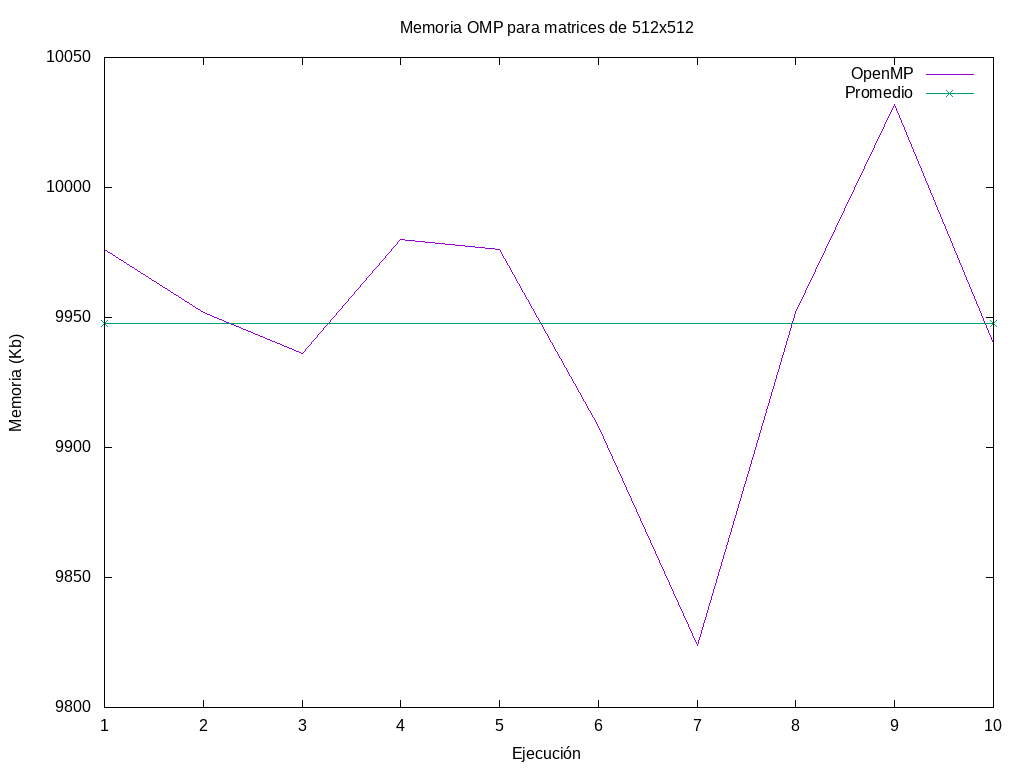 Memoria OMP para matrices de 512x512
10050
10000
9950
9900
9850
9800
Memoria (Kb)
OpenMP
Promedio
1 2 3 4 5 6 7 8 9 10
Ejecución